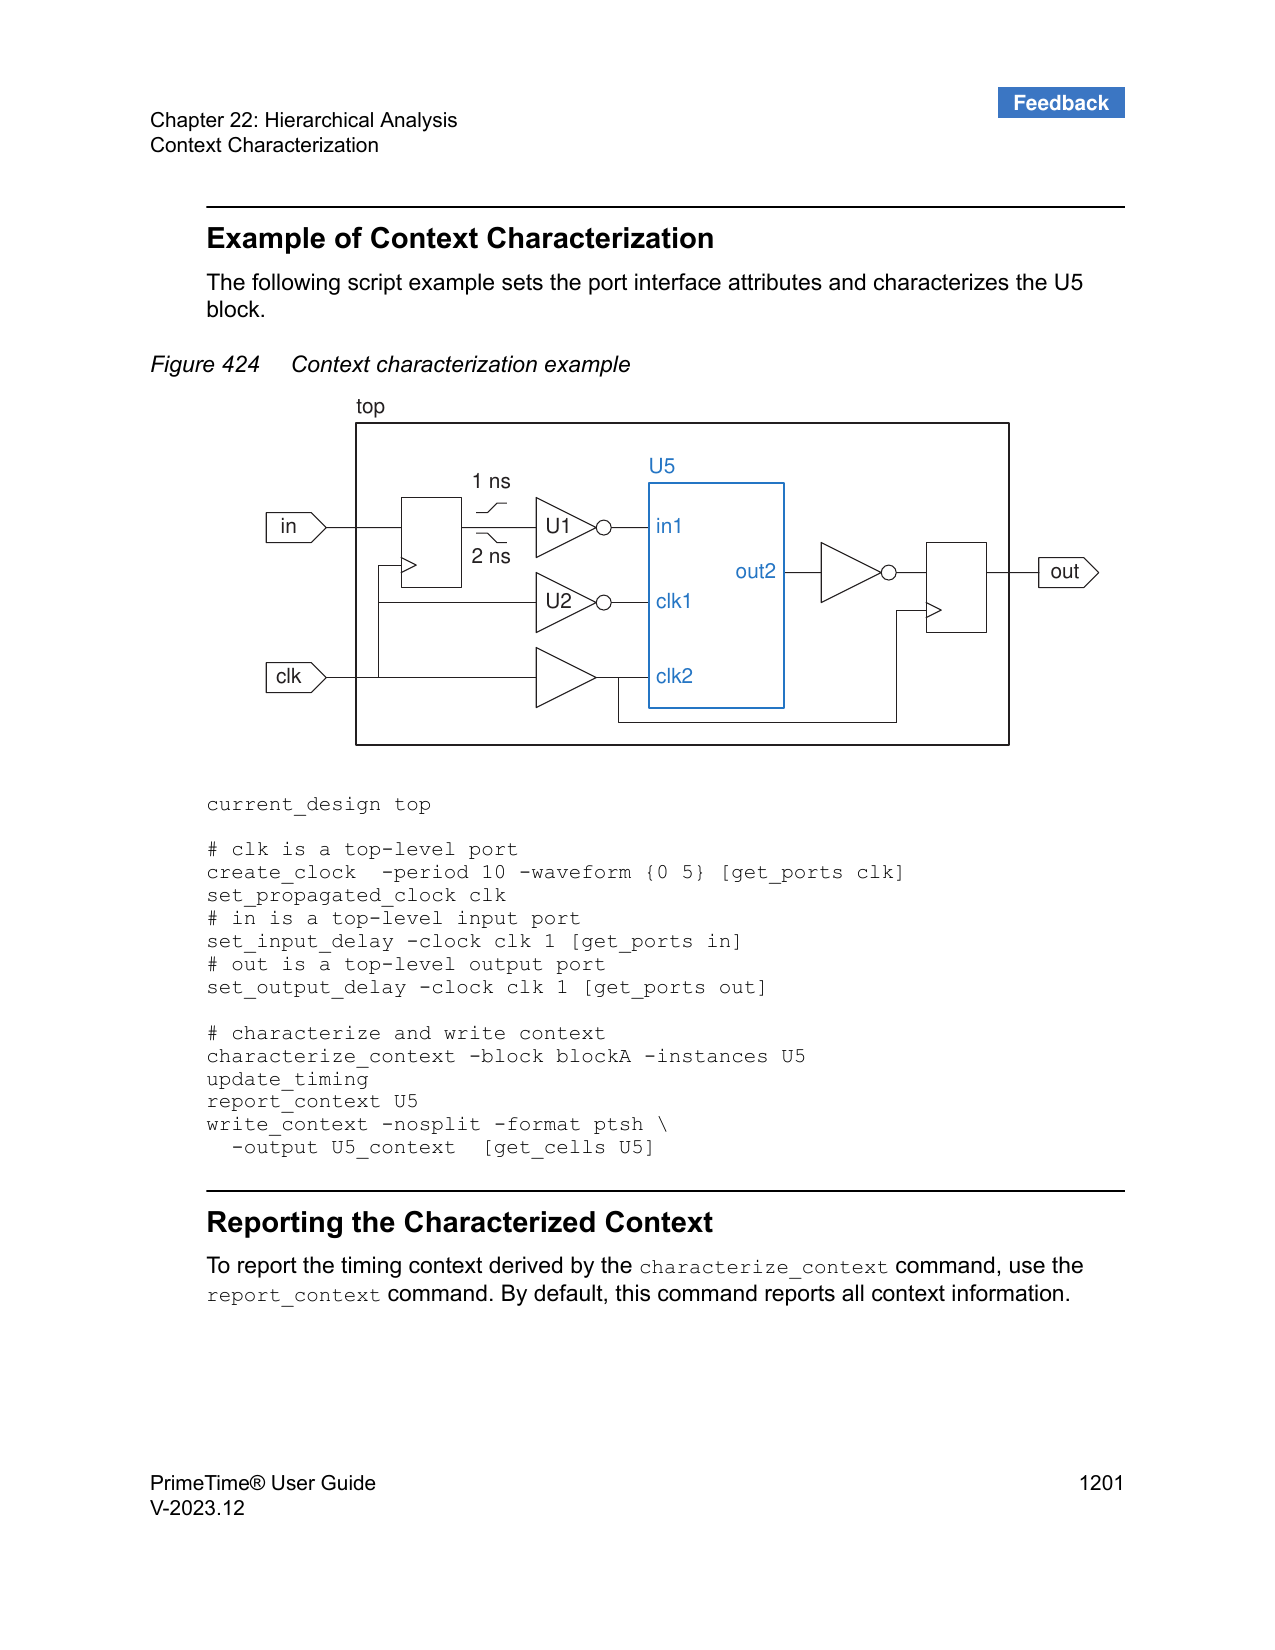 Feedback
Chapter 22: Hierarchical Analysis
Context Characterization
Example of Context Characterization
The following script example sets the port interface attributes and characterizes the U5
block.
Figure 424 Context characterization example
top
U5
1 ns
in
U1
in1
2 ns
out2
out
U2
clk1
clk
clk2
current_design top
# clk is a top-level port
create_clock  -period 10 -waveform {0 5} [get_ports clk]
set_propagated_clock clk
# in is a top-level input port
set_input_delay -clock clk 1 [get_ports in]
# out is a top-level output port
set_output_delay -clock clk 1 [get_ports out]
# characterize and write context
characterize_context -block blockA -instances U5
update_timing
report_context U5
write_context -nosplit -format ptsh \
  -output U5_context  [get_cells U5]
Reporting the Characterized Context
To report the timing context derived by the characterize_context command, use the
report_context command. By default, this command reports all context information.
PrimeTime® User Guide 1201
V-2023.12